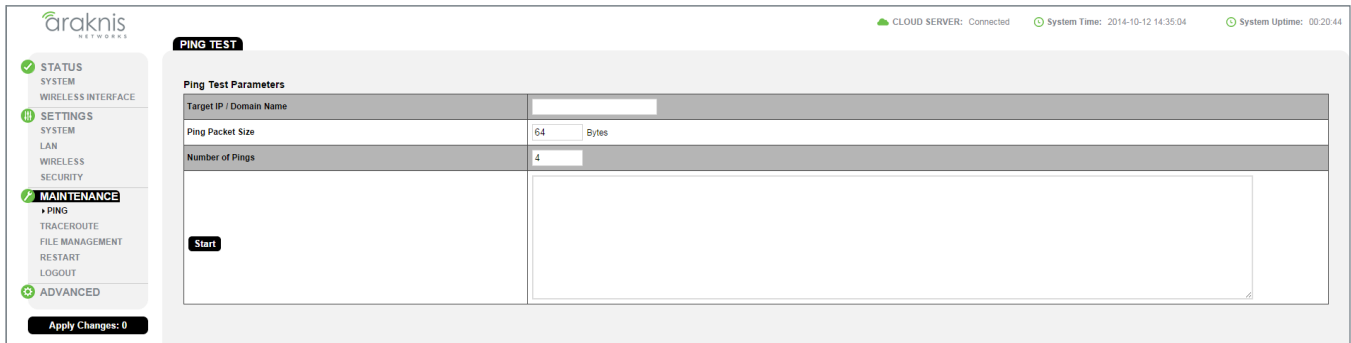 araknis
NETWORKS
CLOUD SERVER: Connected
System Time: 2014-10-12 14:35:04
System Uptime: 00:20:44
PING TEST
STATUS
SYSTEM
WIRELESS INTERFACE
SETTINGS
SYSTEM
LAN
WIRELESS
SECURITY
MAINTENANCE
PING
TRACEROUTE
FILE MANAGEMENT
RESTART
LOGOUT
ADVANCED
Apply Changes: 0
Ping Test Parameters
Target IP / Domain Name
Ping Packet Size 64 Bytes
Number of Pings 4
Start